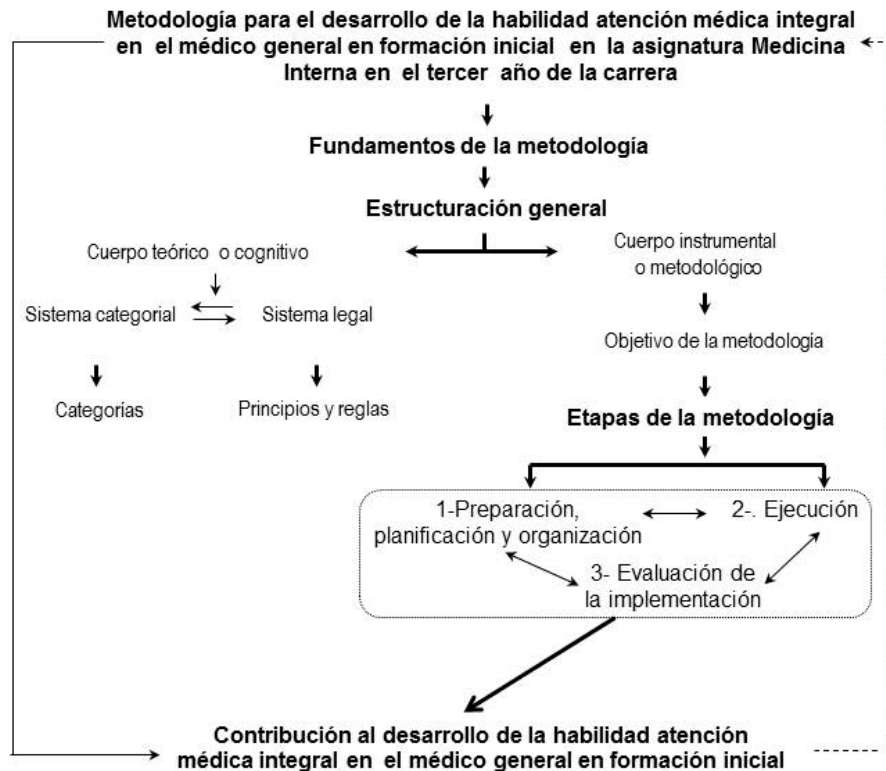 Metodología para el desarrollo de la habilidad atención médica integral
en el médico general en formación inicial en la asignatura Medicina
Interna en el tercer año de la carrera
Fundamentos de la metodología
Estructuración general
Cuerpo teórico o cognitivo
Cuerpo instrumental
o metodológico
Sistema categorial
Sistema legal
Objetivo de la metodología
Categorías
Principios y reglas
Etapas de la metodología
1-Preparación,
planificación y organización
2-. Ejecución
3- Evaluación de
la implementación
Contribución al desarrollo de la habilidad atención
médica integral en el médico general en formación inicial